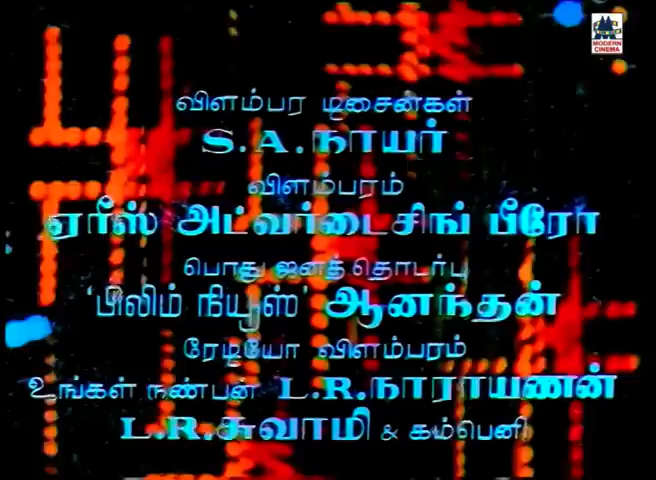 MODERN
CINEMA
விளம்பர டிசைன்கள்
S.A.நாயர்
விளம்பரம்
ஏரீஸ் அட்வர்டைசிங் பீரோ
பொது ஜனத் தொடர்பு
'பிலிம் நியூஸ்' ஆனந்தன்
ரேடியோ விளம்பரம்
உங்கள் நண்பன் L.R.நாராயணன்
L.R.சுவாமி & கம்பெனி